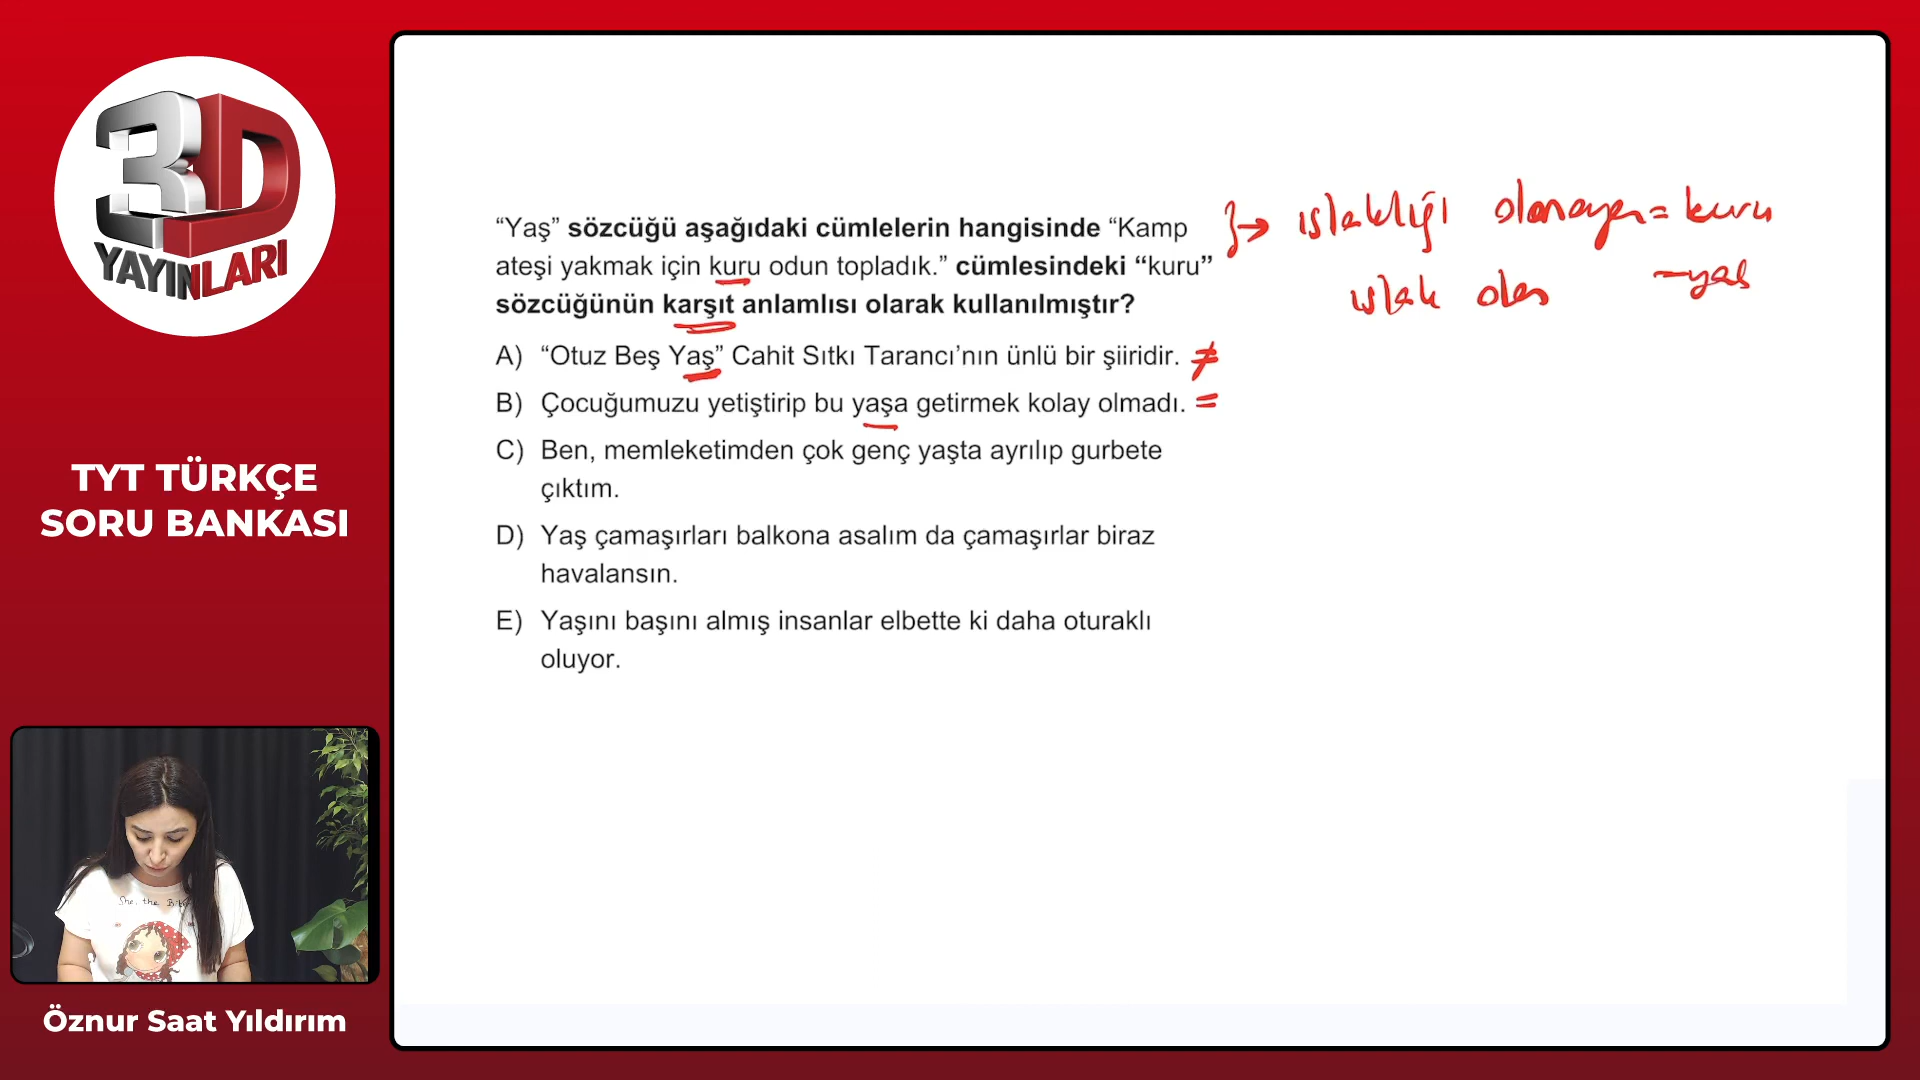 3D
YAYINLARI
TYT TÜRKÇE
SORU BANKASI
Öznur Saat Yıldırım
“Yaş” sözcüğü aşağıdaki cümlelerin hangisinde “Kamp
ateşi yakmak için kuru odun topladık.” cümlesindeki “kuru”
sözcüğünün karşıt anlamlısı olarak kullanılmıştır?
A) “Otuz Beş Yaş” Cahit Sıtkı Tarancı’nın ünlü bir şiiridir. ≠
B) Çocuğumuzu yetiştirip bu yaşa getirmek kolay olmadı. =
C) Ben, memleketimden çok genç yaşta ayrılıp gurbete
çıktım.
D) Yaş çamaşırları balkona asalım da çamaşırlar biraz
havalansın.
E) Yaşını başını almış insanlar elbette ki daha oturaklı
oluyor.
→ ıslaklığı olmayan = kuru
ıslak olan – yaş
She, the